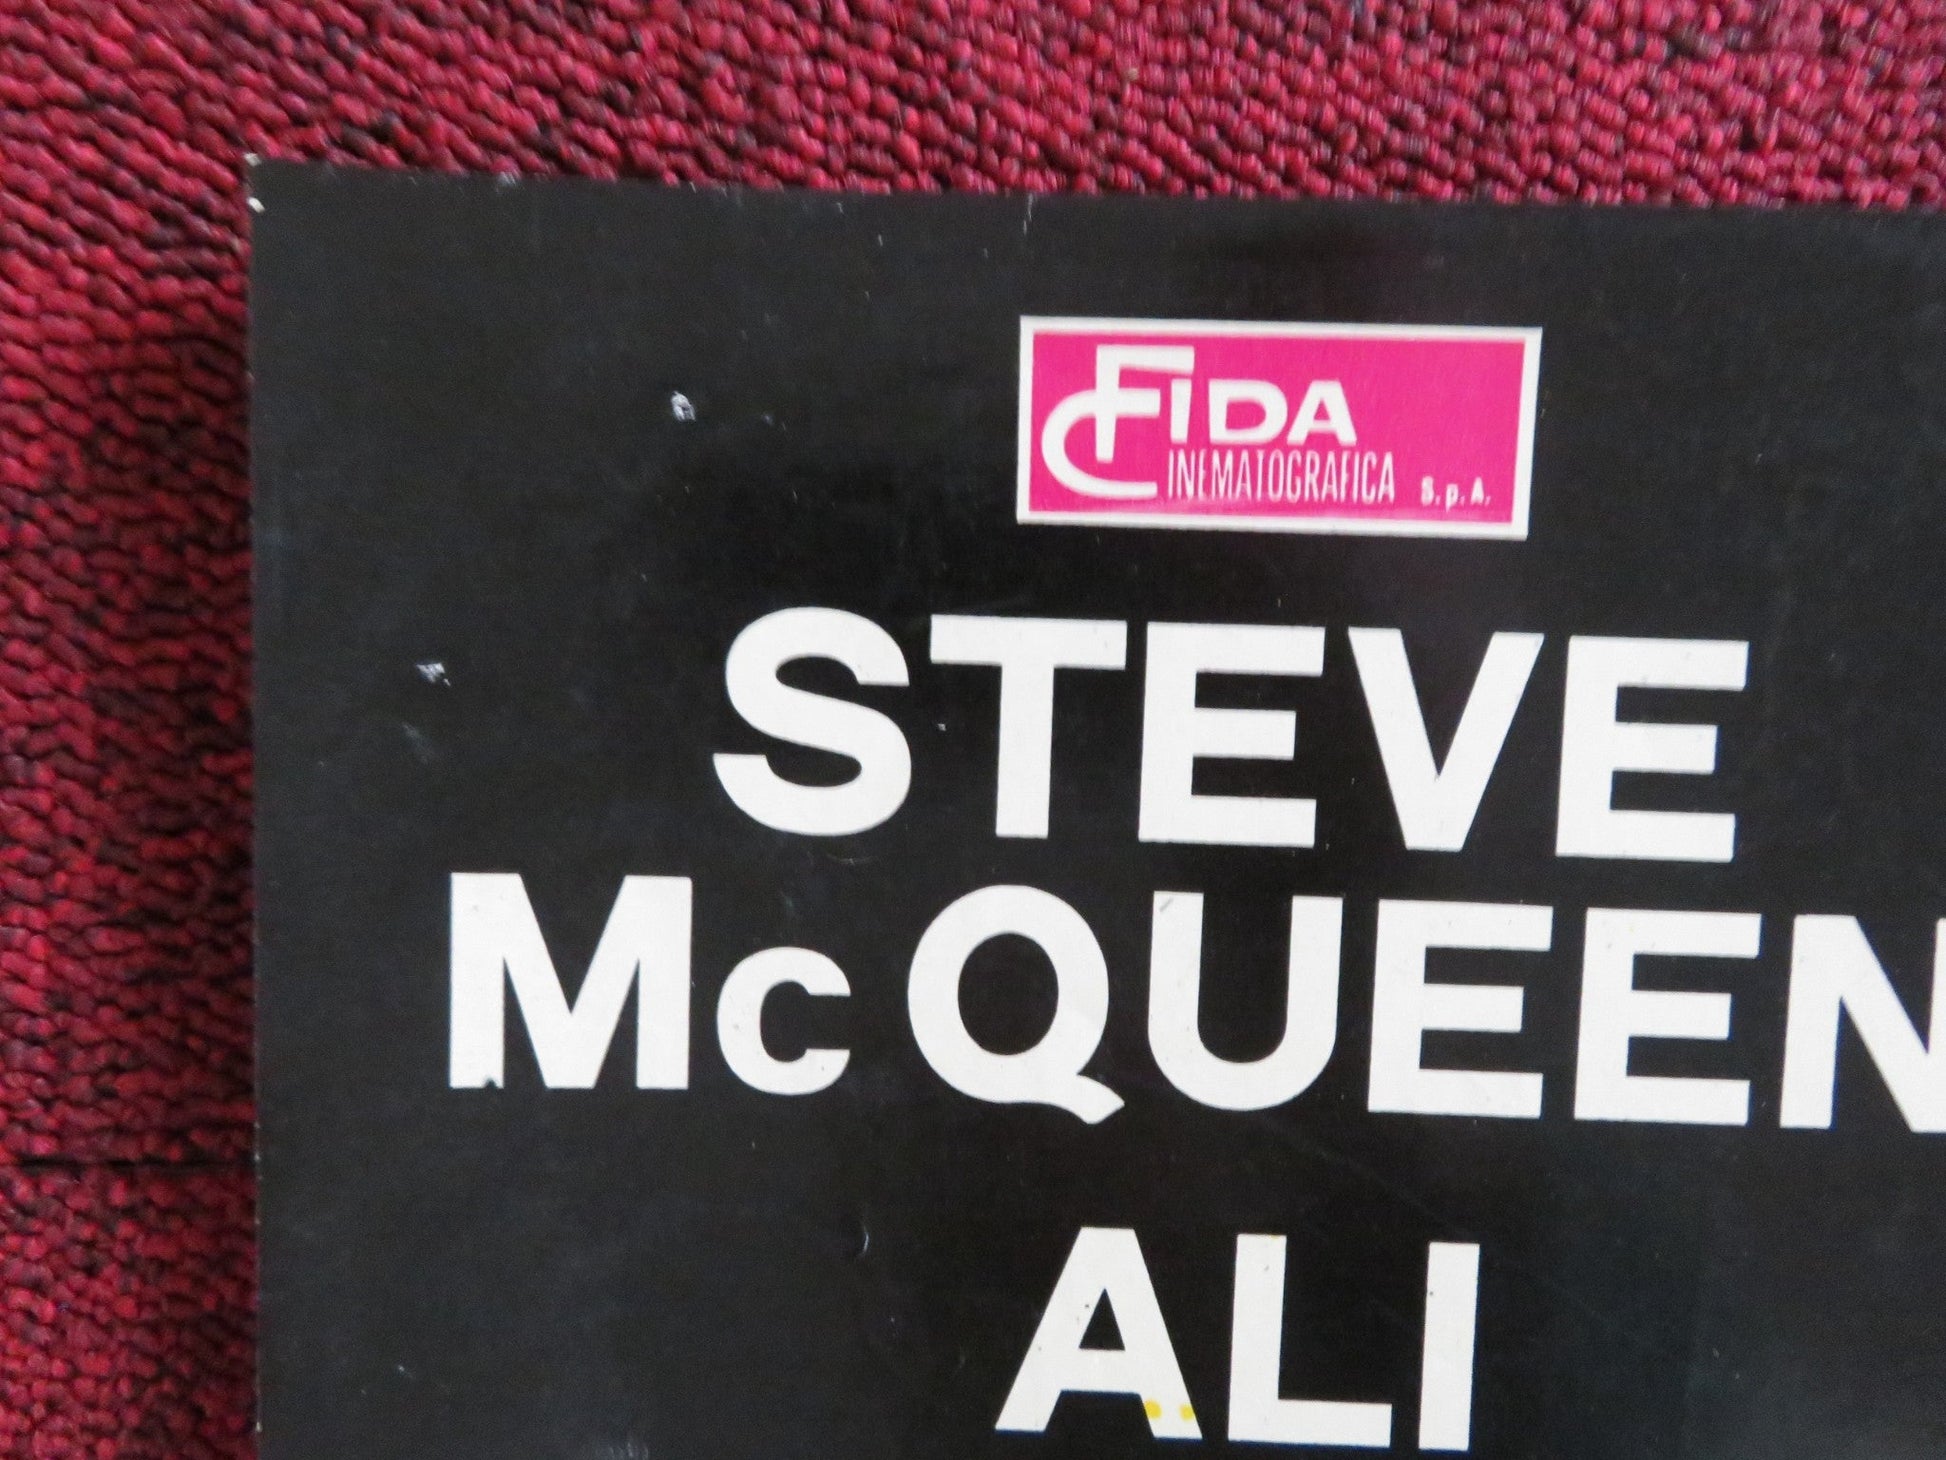 FIDA
CINEMATOGRAFICA S.p.A.
STEVE
McQUEEN
ALI